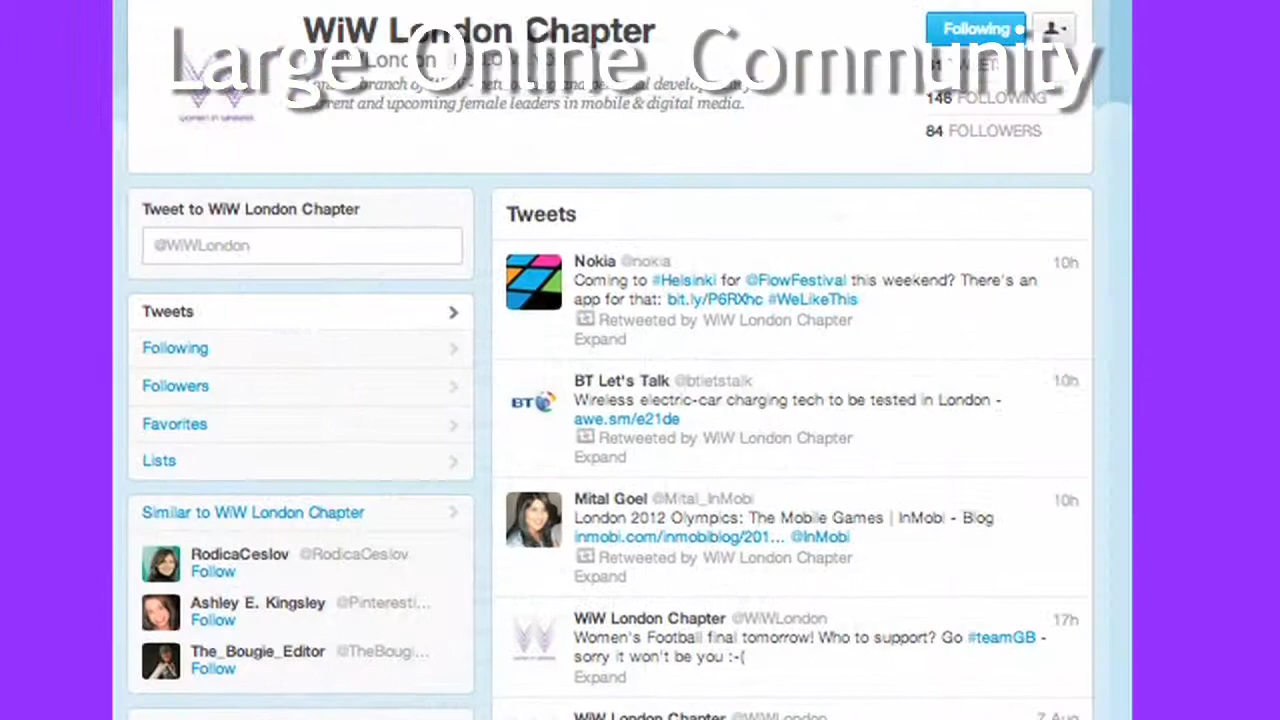 WiW London Chapter
Following
Large Online Community
London
TWEETS
rrent and upcoming female leaders in mobile & digital media.
146 FOLLOWING
84 FOLLOWERS
Tweet to WiW London Chapter
@WiWLondon
Tweets
Following
Followers
Favorites
Lists
Similar to WiW London Chapter
RodicaCeslov @RodicaCeslov
Follow
Ashley E. Kingsley @Pinteresti...
Follow
The_Bougie_Editor @TheBougi...
Follow
Tweets
Nokia @nokia 10h
Coming to #Helsinki for @FlowFestival this weekend? There's an
app for that: bit.ly/P6RXhc #WeLikeThis
Retweeted by WiW London Chapter
Expand
BT Let's Talk @btletstalk 10h
Wireless electric-car charging tech to be tested in London -
awe.sm/e21de
Retweeted by WiW London Chapter
Expand
Mital Goel @Mital_InMobi 10h
London 2012 Olympics: The Mobile Games | InMobi - Blog
inmobi.com/inmobiblog/201... @InMobi
Retweeted by WiW London Chapter
Expand
WiW London Chapter @WiWLondon 17h
Women's Football final tomorrow! Who to support? Go #teamGB -
sorry it won't be you :-(
Expand
WiW London Chapter @WiWLondon 7 Aug